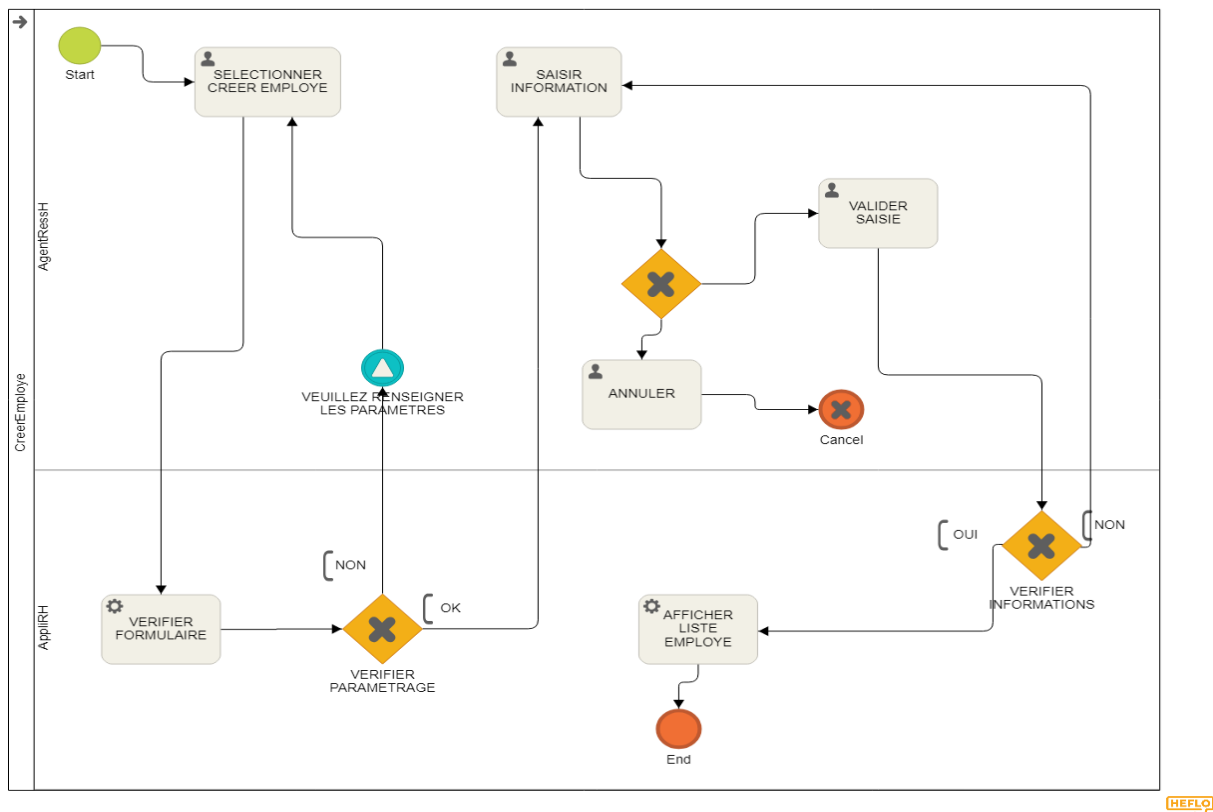 Start
SELECTIONNER
CREER EMPLOYE
SAISIR
INFORMATION
VALIDER
SAISIE
AgentRessH
VEUILLEZ RENSEIGNER
LES PARAMETRES
ANNULER
Cancel
CreerEmploye
NON
OK
OUI
NON
VERIFIER
INFORMATIONS
AppliRH
VERIFIER
FORMULAIRE
VERIFIER
PARAMETRAGE
AFFICHER
LISTE
EMPLOYE
End
HEFLO